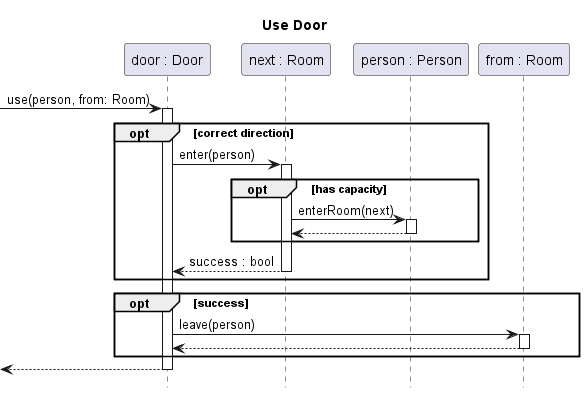 Use Door
door : Door
next : Room
person : Person
from : Room
use(person, from: Room)
opt [correct direction]
enter(person)
opt [has capacity]
enterRoom(next)
success : bool
opt [success]
leave(person)